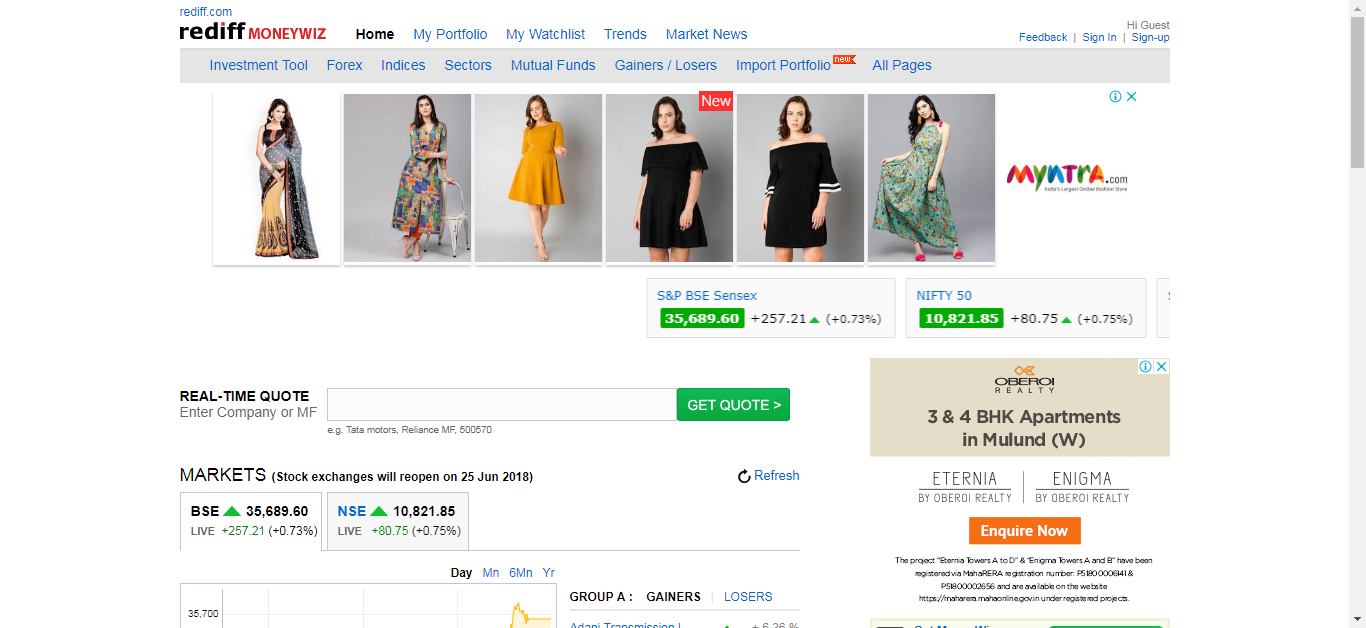 rediff.com
rediff MONEYWIZ
Home My Portfolio My Watchlist Trends Market News
Hi Guest
Feedback | Sign In | Sign-up
Investment Tool Forex Indices Sectors Mutual Funds Gainers / Losers Import Portfolio new All Pages
New
MYNTRA.com
India's Largest Online Fashion Store
S&P BSE Sensex
35,689.60 +257.21 (+0.73%)
NIFTY 50
10,821.85 +80.75 (+0.75%)
REAL-TIME QUOTE
Enter Company or MF
GET QUOTE >
e.g. Tata motors, Reliance MF, 500570
OBEROI
REALTY
3 & 4 BHK Apartments
in Mulund (W)
ETERNIA
BY OBEROI REALTY
ENIGMA
BY OBEROI REALTY
Enquire Now
The project "Eternia Towers A to D" & "Enigma Towers A and B" have been
registered via MahaRERA registration number: P51800006141 &
P51800002656 and are available on the website
https://maharera.mahaonline.gov.in under registered projects.
MARKETS (Stock exchanges will reopen on 25 Jun 2018)
Refresh
BSE 35,689.60
LIVE +257.21 (+0.73%)
NSE 10,821.85
LIVE +80.75 (+0.75%)
Day Mn 6Mn Yr
35,700
GROUP A : GAINERS | LOSERS
Adani Transmission L + 6.36 %